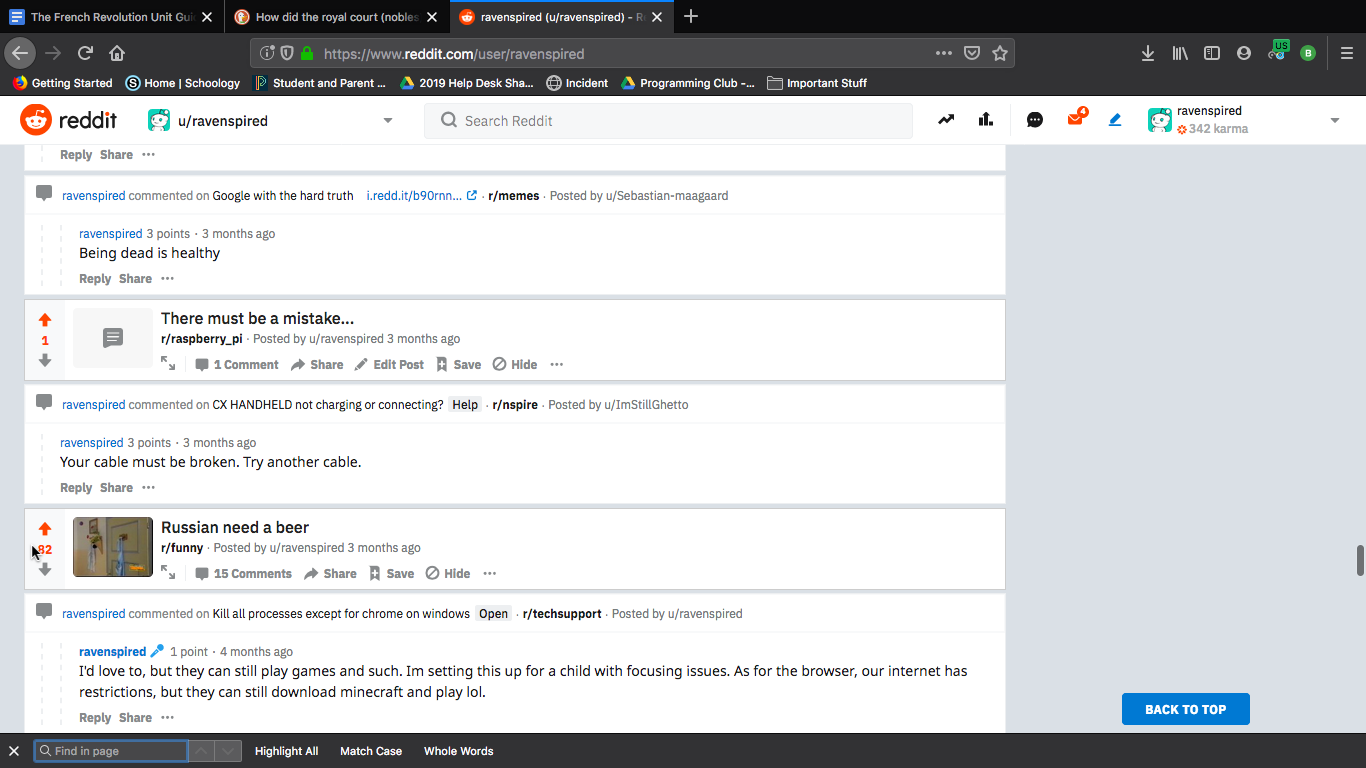 The French Revolution Unit Gui
How did the royal court (nobles
ravenspired (u/ravenspired) - R
https://www.reddit.com/user/ravenspired
US
B
Getting Started
S Home | Schoology
Student and Parent ...
2019 Help Desk Sha...
Incident
Programming Club -...
Important Stuff
reddit
u/ravenspired
Search Reddit
4
ravenspired
342 karma
Reply Share ...
ravenspired commented on Google with the hard truth i.redd.it/b90rnn... · r/memes · Posted by u/Sebastian-maagaard
ravenspired 3 points · 3 months ago
Being dead is healthy
Reply Share ...
There must be a mistake...
1
r/raspberry_pi · Posted by u/ravenspired 3 months ago
1 Comment Share Edit Post Save Hide ...
ravenspired commented on CX HANDHELD not charging or connecting? Help · r/nspire · Posted by u/ImStillGhetto
ravenspired 3 points · 3 months ago
Your cable must be broken. Try another cable.
Reply Share ...
Russian need a beer
82
r/funny · Posted by u/ravenspired 3 months ago
15 Comments Share Save Hide ...
ravenspired commented on Kill all processes except for chrome on windows Open · r/techsupport · Posted by u/ravenspired
ravenspired 1 point · 4 months ago
I'd love to, but they can still play games and such. Im setting this up for a child with focusing issues. As for the browser, our internet has
restrictions, but they can still download minecraft and play lol.
Reply Share ...
BACK TO TOP
Find in page
Highlight All
Match Case
Whole Words